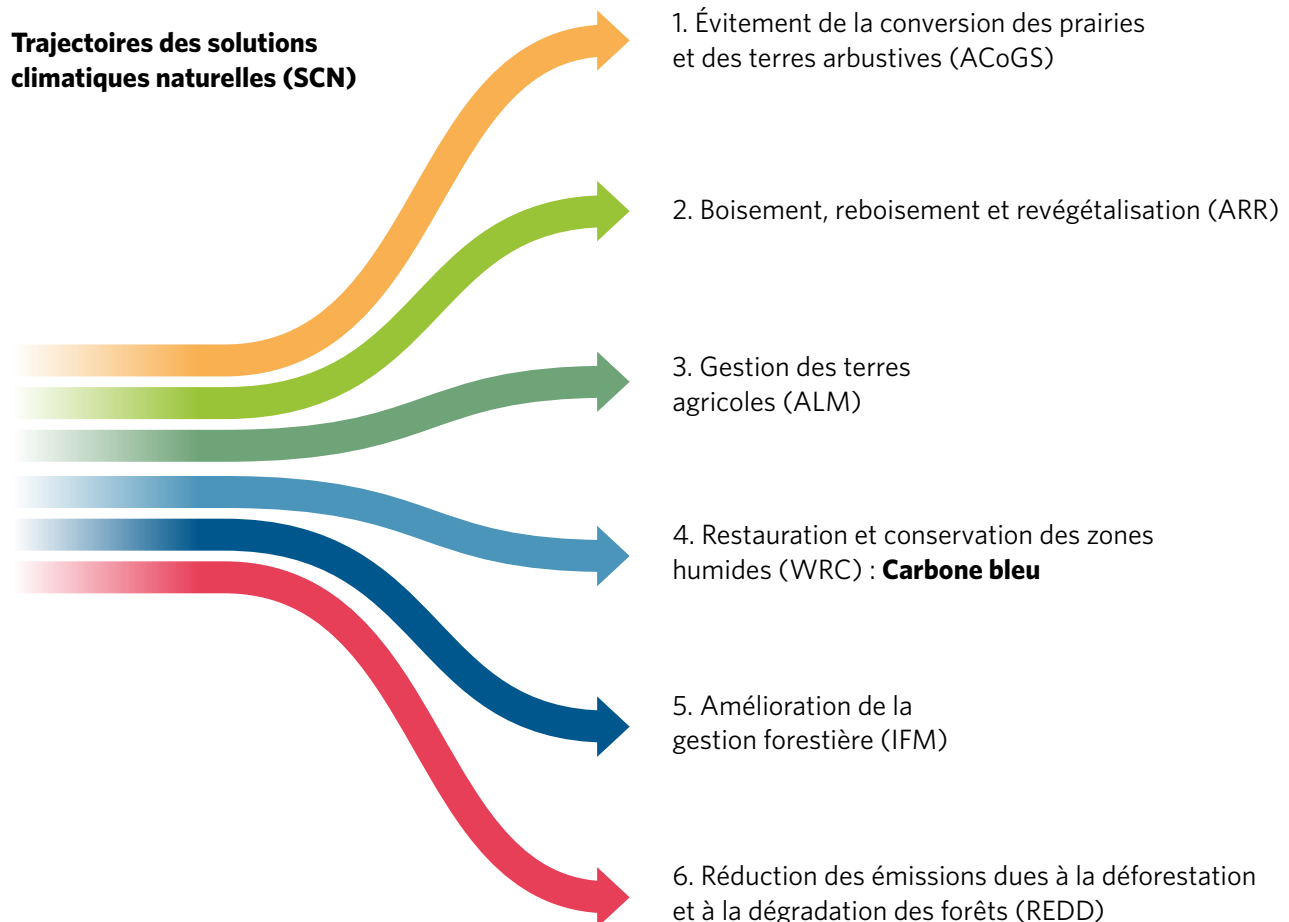 Trajectoires des solutions
climatiques naturelles (SCN)
1. Évitement de la conversion des prairies
et des terres arbustives (ACoGS)
2. Boisement, reboisement et revégétalisation (ARR)
3. Gestion des terres
agricoles (ALM)
4. Restauration et conservation des zones
humides (WRC) : Carbone bleu
5. Amélioration de la
gestion forestière (IFM)
6. Réduction des émissions dues à la déforestation
et à la dégradation des forêts (REDD)